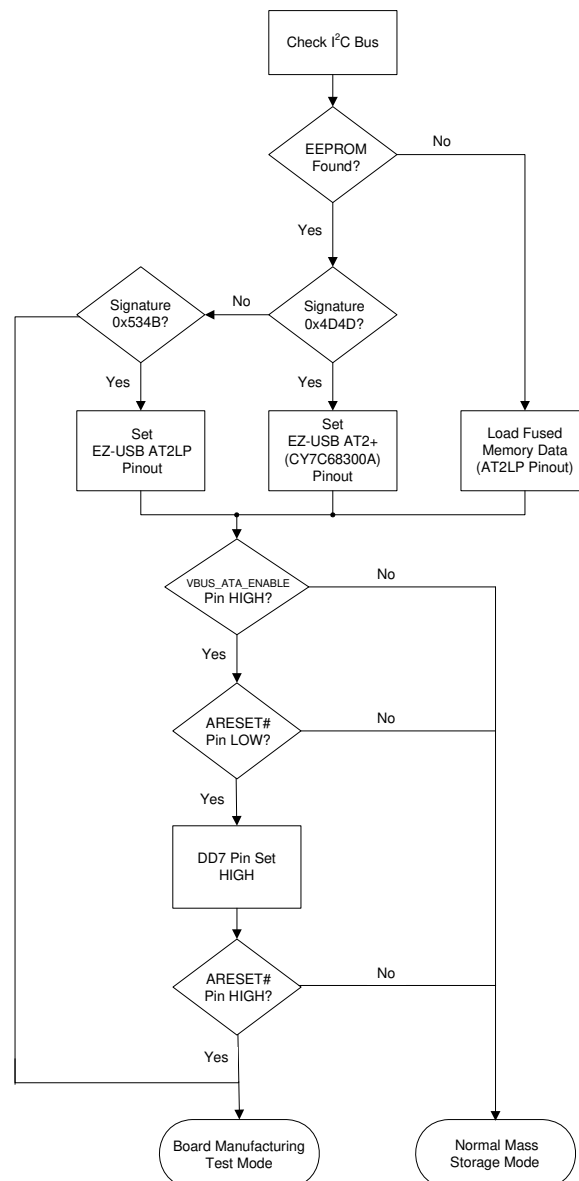 Check I²C Bus
EEPROM
Found?
No
Yes
Signature
0x534B?
No
Signature
0x4D4D?
Yes
Yes
Set
EZ-USB AT2LP
Pinout
Set
EZ-USB AT2+
(CY7C68300A)
Pinout
Load Fused
Memory Data
(AT2LP Pinout)
VBUS_ATA_ENABLE
Pin HIGH?
No
Yes
ARESET#
Pin LOW?
No
Yes
DD7 Pin Set
HIGH
ARESET#
Pin HIGH?
No
Yes
Board Manufacturing
Test Mode
Normal Mass
Storage Mode